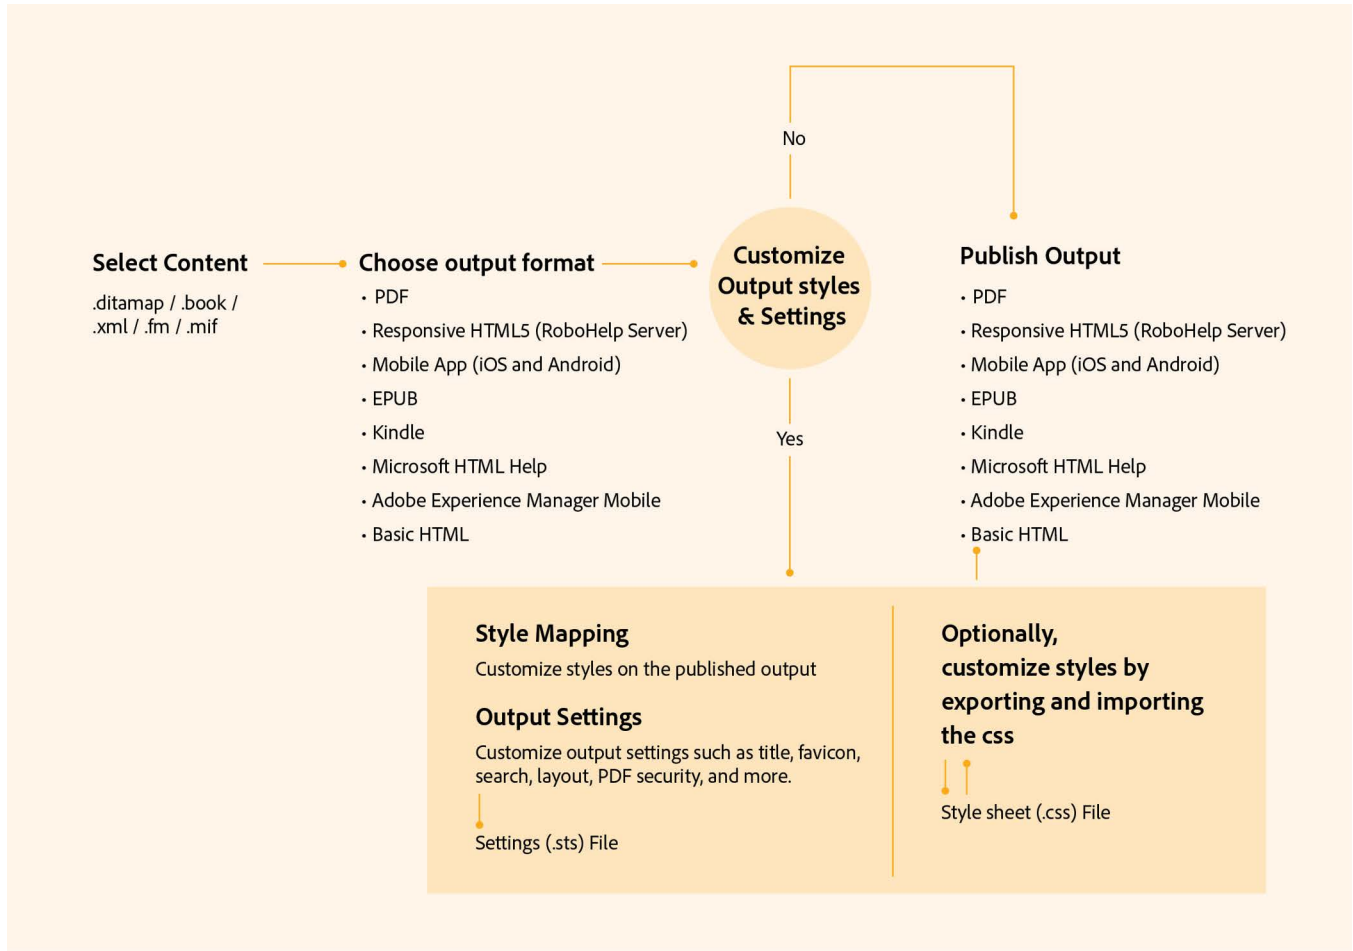 No
Select Content
.ditamap / .book /
.xml / .fm / .mif
Choose output format
• PDF
• Responsive HTML5 (RoboHelp Server)
• Mobile App (iOS and Android)
• EPUB
• Kindle
• Microsoft HTML Help
• Adobe Experience Manager Mobile
• Basic HTML
Customize
Output styles
& Settings
Yes
Publish Output
• PDF
• Responsive HTML5 (RoboHelp Server)
• Mobile App (iOS and Android)
• EPUB
• Kindle
• Microsoft HTML Help
• Adobe Experience Manager Mobile
• Basic HTML
Style Mapping
Customize styles on the published output
Output Settings
Customize output settings such as title, favicon,
search, layout, PDF security, and more.
Settings (.sts) File
Optionally,
customize styles by
exporting and importing
the css
Style sheet (.css) File